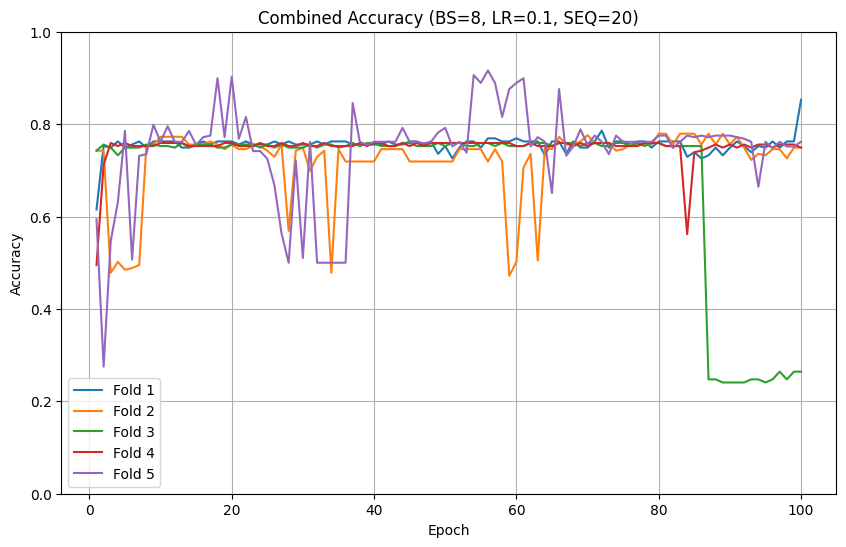 Combined Accuracy (BS=8, LR=0.1, SEQ=20)
1.0
0.8
0.6
0.4
0.2
0.0
Accuracy
Fold 1
Fold 2
Fold 3
Fold 4
Fold 5
0 20 40 60 80 100
Epoch